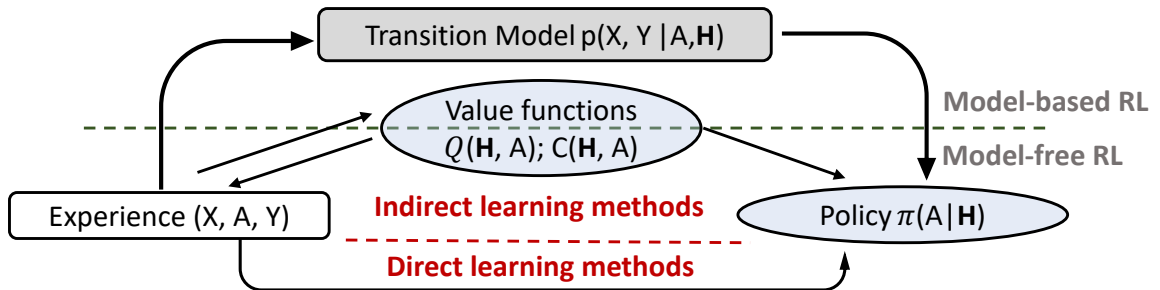 Transition Model p(X, Y |A,H)
Value functions
Q(H, A); C(H, A)
Model-based RL
Model-free RL
Experience (X, A, Y)
Indirect learning methods
Policy π(A|H)
Direct learning methods